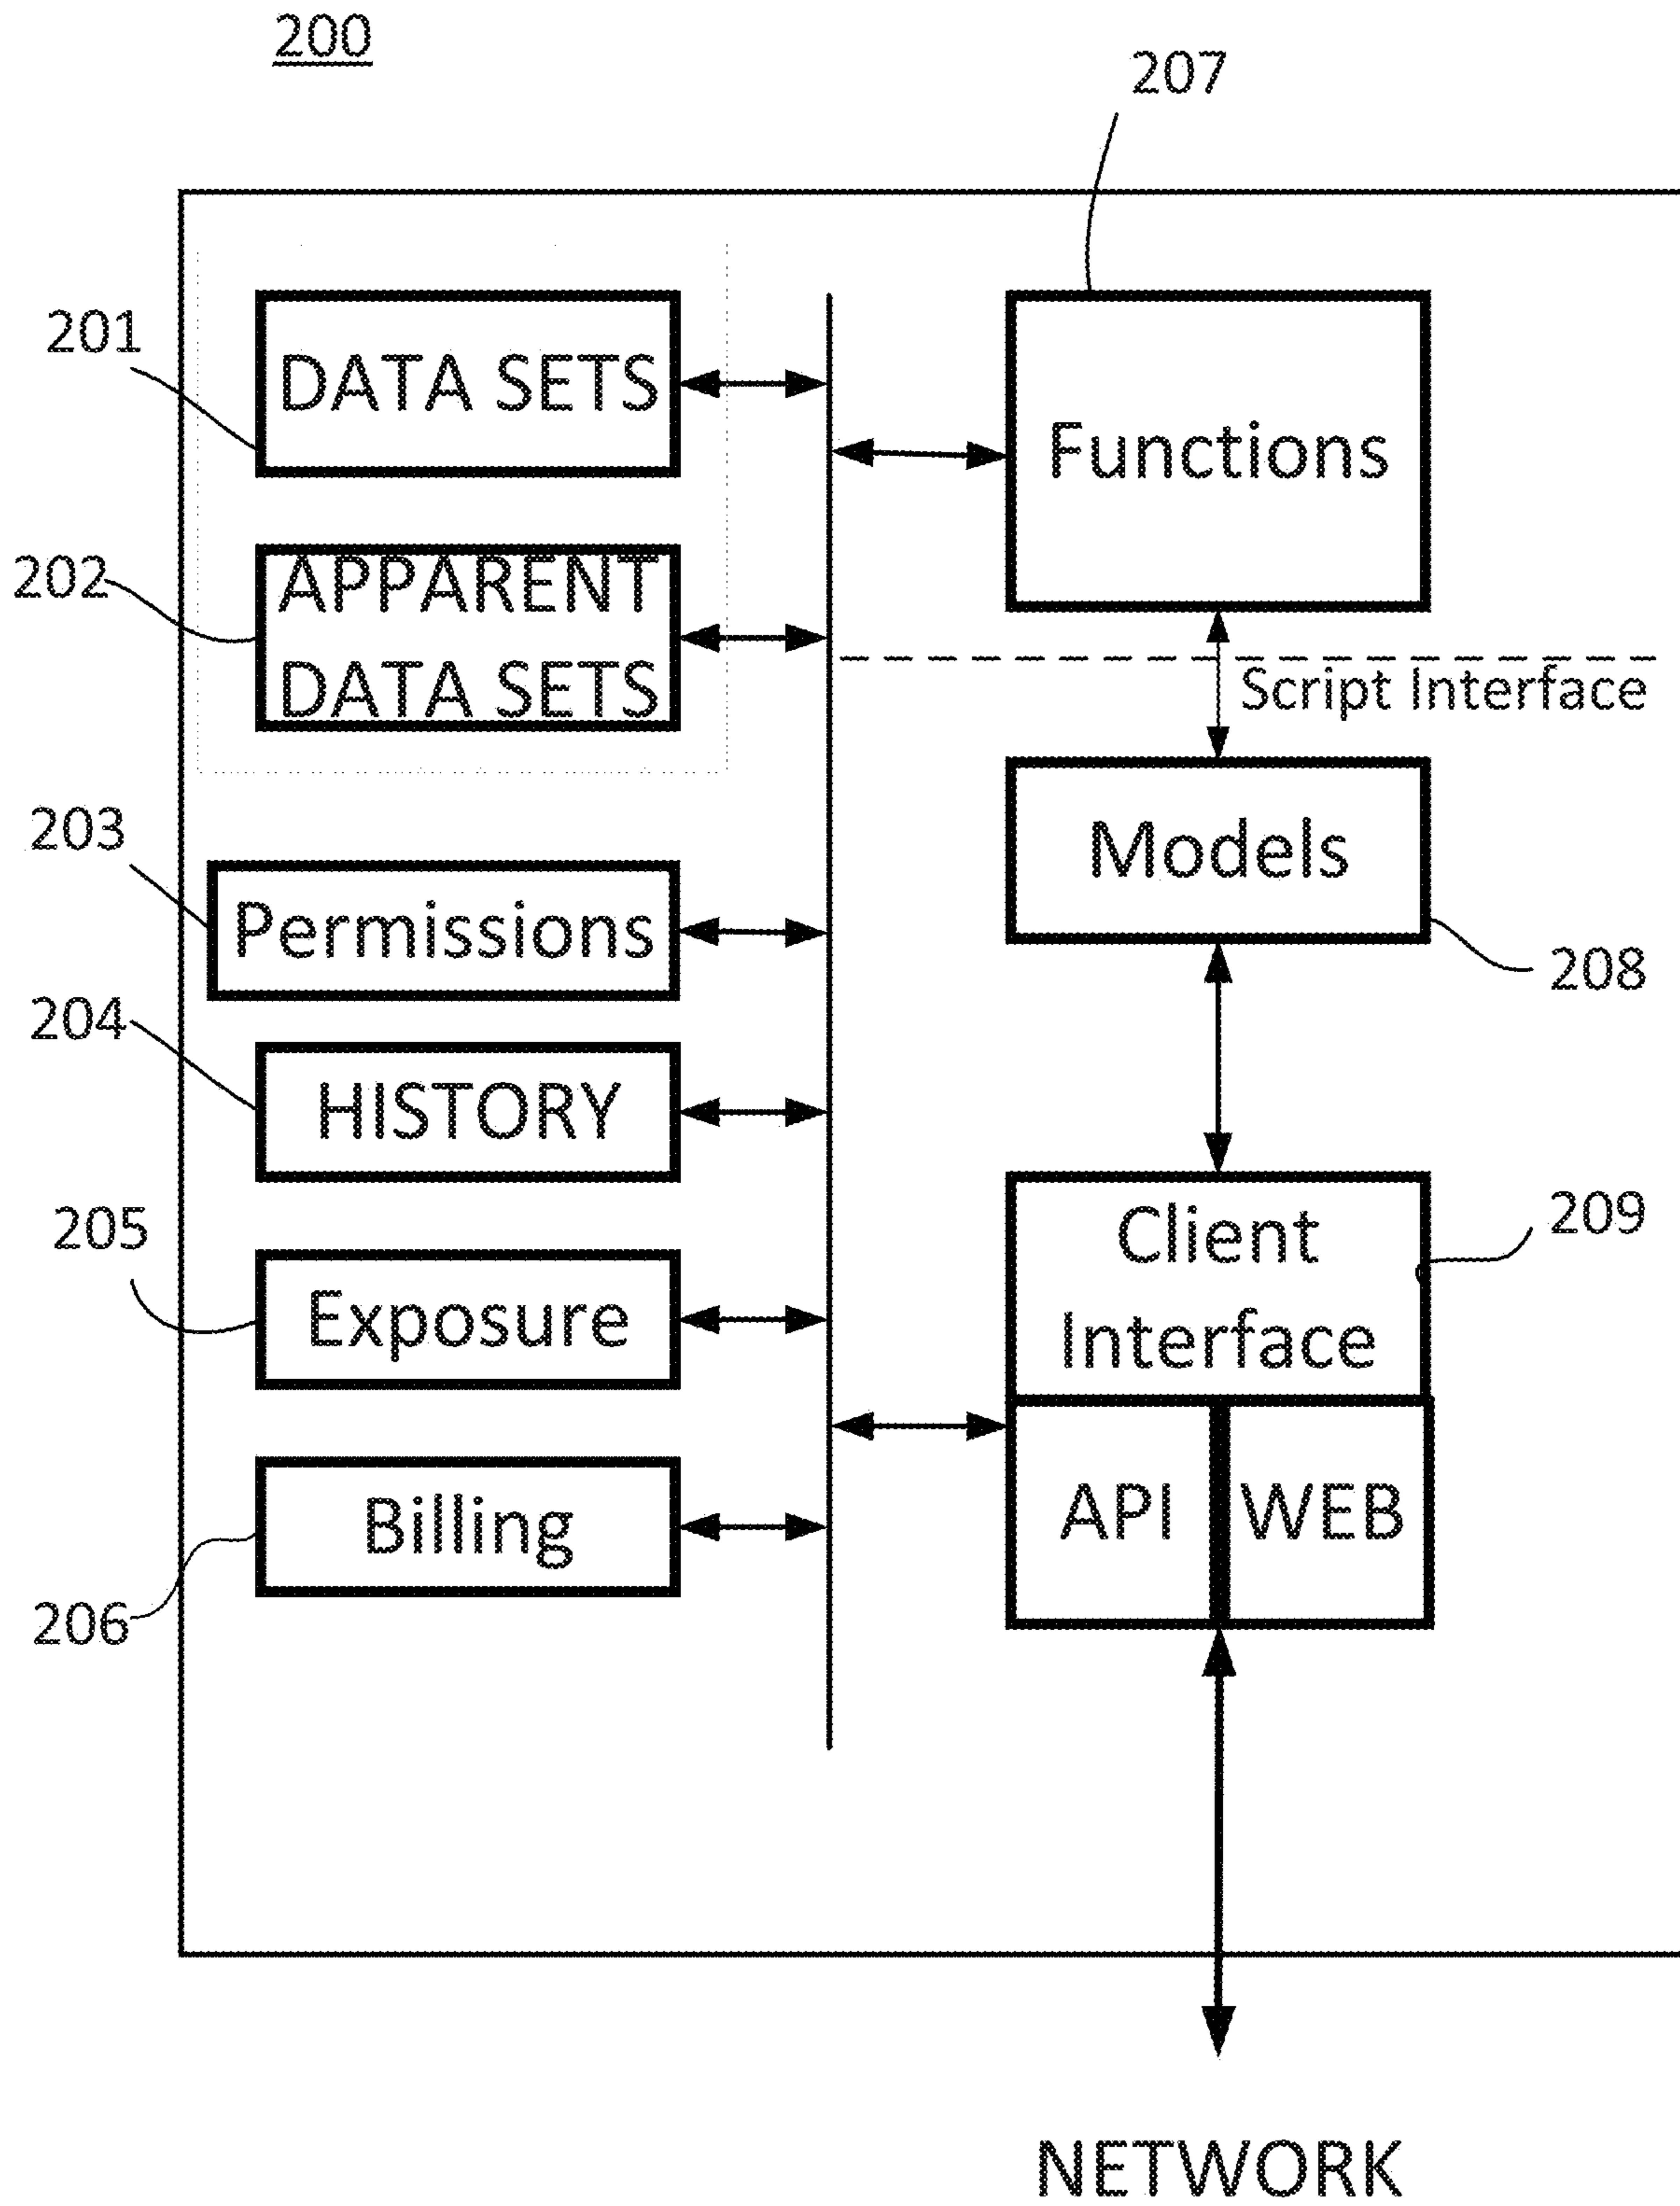 200
207
201
DATA SETS
Functions
202
APPARENT
DATA SETS
Script Interface
203
Permissions
Models
208
204
HISTORY
205
Exposure
Client
Interface
209
API
WEB
206
Billing
NETWORK